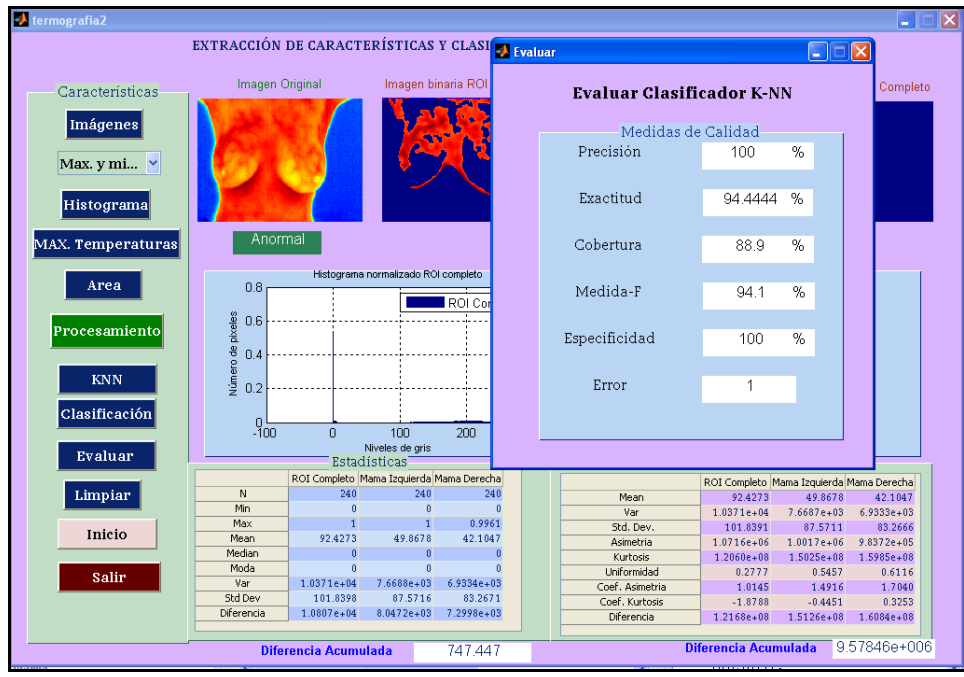 termografia2
EXTRACCIÓN DE CARACTERÍSTICAS Y CLASI
Características
Imágenes
Max. y mi...
Histograma
MAX. Temperaturas
Area
Procesamiento
KNN
Clasificación
Evaluar
Limpiar
Inicio
Salir
Imagen Original
Imagen binaria ROI
Completo
Anormal
Histograma normalizado ROI completo
Número de pixeles
0.8
0.6
0.4
0.2
0
-100 0 100 200
Niveles de gris
ROI Co
Evaluar
Evaluar Clasificador K-NN
Medidas de Calidad
Precisión 100 %
Exactitud 94.4444 %
Cobertura 88.9 %
Medida-F 94.1 %
Especificidad 100 %
Error 1
Estadísticas
ROI Completo Mama Izquierda Mama Derecha
N 240 240 240
Min 0 0 0
Max 1 1 0.9961
Mean 92.4273 49.8678 42.1047
Median 0 0 0
Moda 0 0 0
Var 1.0371e+04 7.6688e+03 6.9334e+03
Std Dev 101.8398 87.5716 83.2671
Diferencia 1.0807e+04 8.0472e+03 7.2998e+03
Diferencia Acumulada 747.447
ROI Completo Mama Izquierda Mama Derecha
Mean 92.4273 49.8678 42.1047
Var 1.0371e+04 7.6687e+03 6.9333e+03
Std. Dev. 101.8391 87.5711 83.2666
Asimetria 1.0716e+06 1.0017e+06 9.8372e+05
Kurtosis 1.2060e+08 1.5025e+08 1.5985e+08
Uniformidad 0.2777 0.5457 0.6116
Coef. Asimetria 1.0145 1.4916 1.7040
Coef. Kurtosis -1.8788 -0.4451 0.3253
Diferencia 1.2168e+08 1.5126e+08 1.6084e+08
Diferencia Acumulada 9.57846e+006